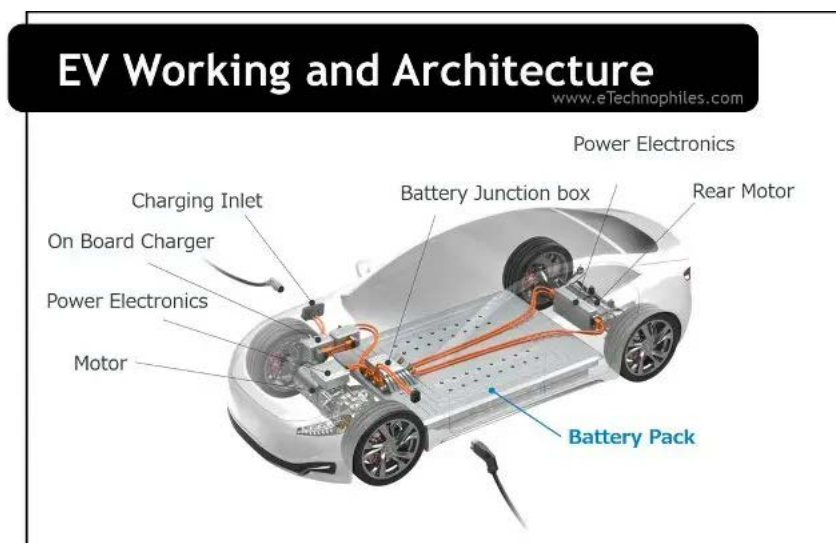 EV Working and Architecture
www.eTechnophiles.com
Power Electronics
Charging Inlet
Battery Junction box
Rear Motor
On Board Charger
Power Electronics
Motor
Battery Pack